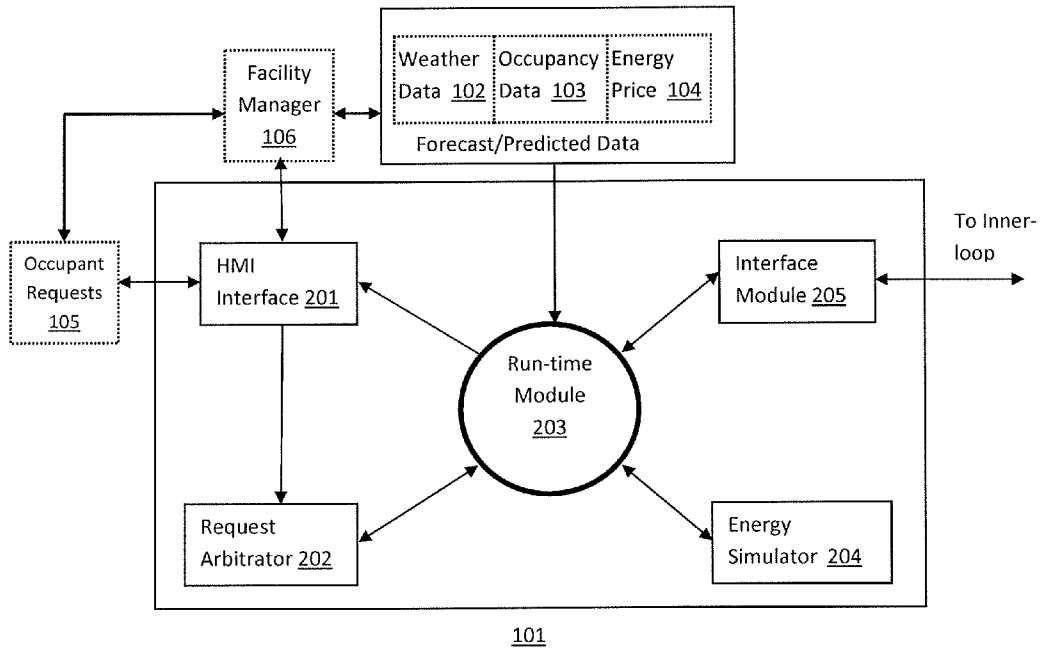 Facility
Manager
106
Weather
Data 102
Occupancy
Data 103
Energy
Price 104
Forecast/Predicted Data
Occupant
Requests
105
HMI
Interface 201
Interface
Module 205
To Inner-
loop
Run-time
Module
203
Request
Arbitrator 202
Energy
Simulator 204
101